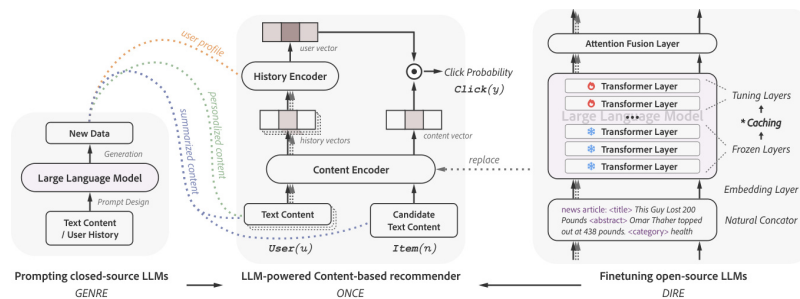 New Data
Generation
Large Language Model
Prompt Design
Text Content
/ User History
Prompting closed-source LLMs
GENRE
user profile
personalized content
summarized content
user vector
History Encoder
history vectors
Click Probability
Click(y)
content vector
Content Encoder
Text Content
Candidate
Text Content
User(u)
Item(n)
LLM-powered Content-based recommender
ONCE
replace
Attention Fusion Layer
Transformer Layer
Transformer Layer
Large Language Model
...
Transformer Layer
Transformer Layer
Transformer Layer
Tuning Layers
* Caching
Frozen Layers
Embedding Layer
Natural Concator
news article: <title> This Guy Lost 200
Pounds <abstract> Omar Thaher topped
out at 438 pounds. <category> health
Finetuning open-source LLMs
DIRE